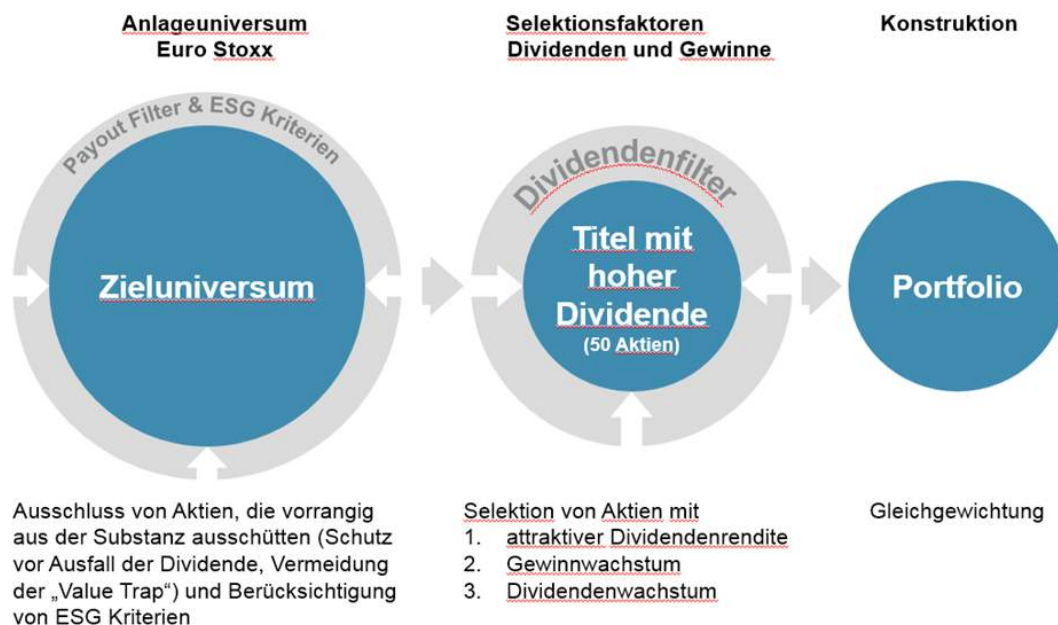 Anlageuniversum
Euro Stoxx
Selektionsfaktoren
Dividenden und Gewinne
Konstruktion
Payout Filter & ESG Kriterien
Zieluniversum
Dividendenfilter
Titel mit
hoher
Dividende
(50 Aktien)
Portfolio
Ausschluss von Aktien, die vorrangig
aus der Substanz ausschütten (Schutz
vor Ausfall der Dividende, Vermeidung
der „Value Trap“) und Berücksichtigung
von ESG Kriterien
Selektion von Aktien mit
1. attraktiver Dividendenrendite
2. Gewinnwachstum
3. Dividendenwachstum
Gleichgewichtung